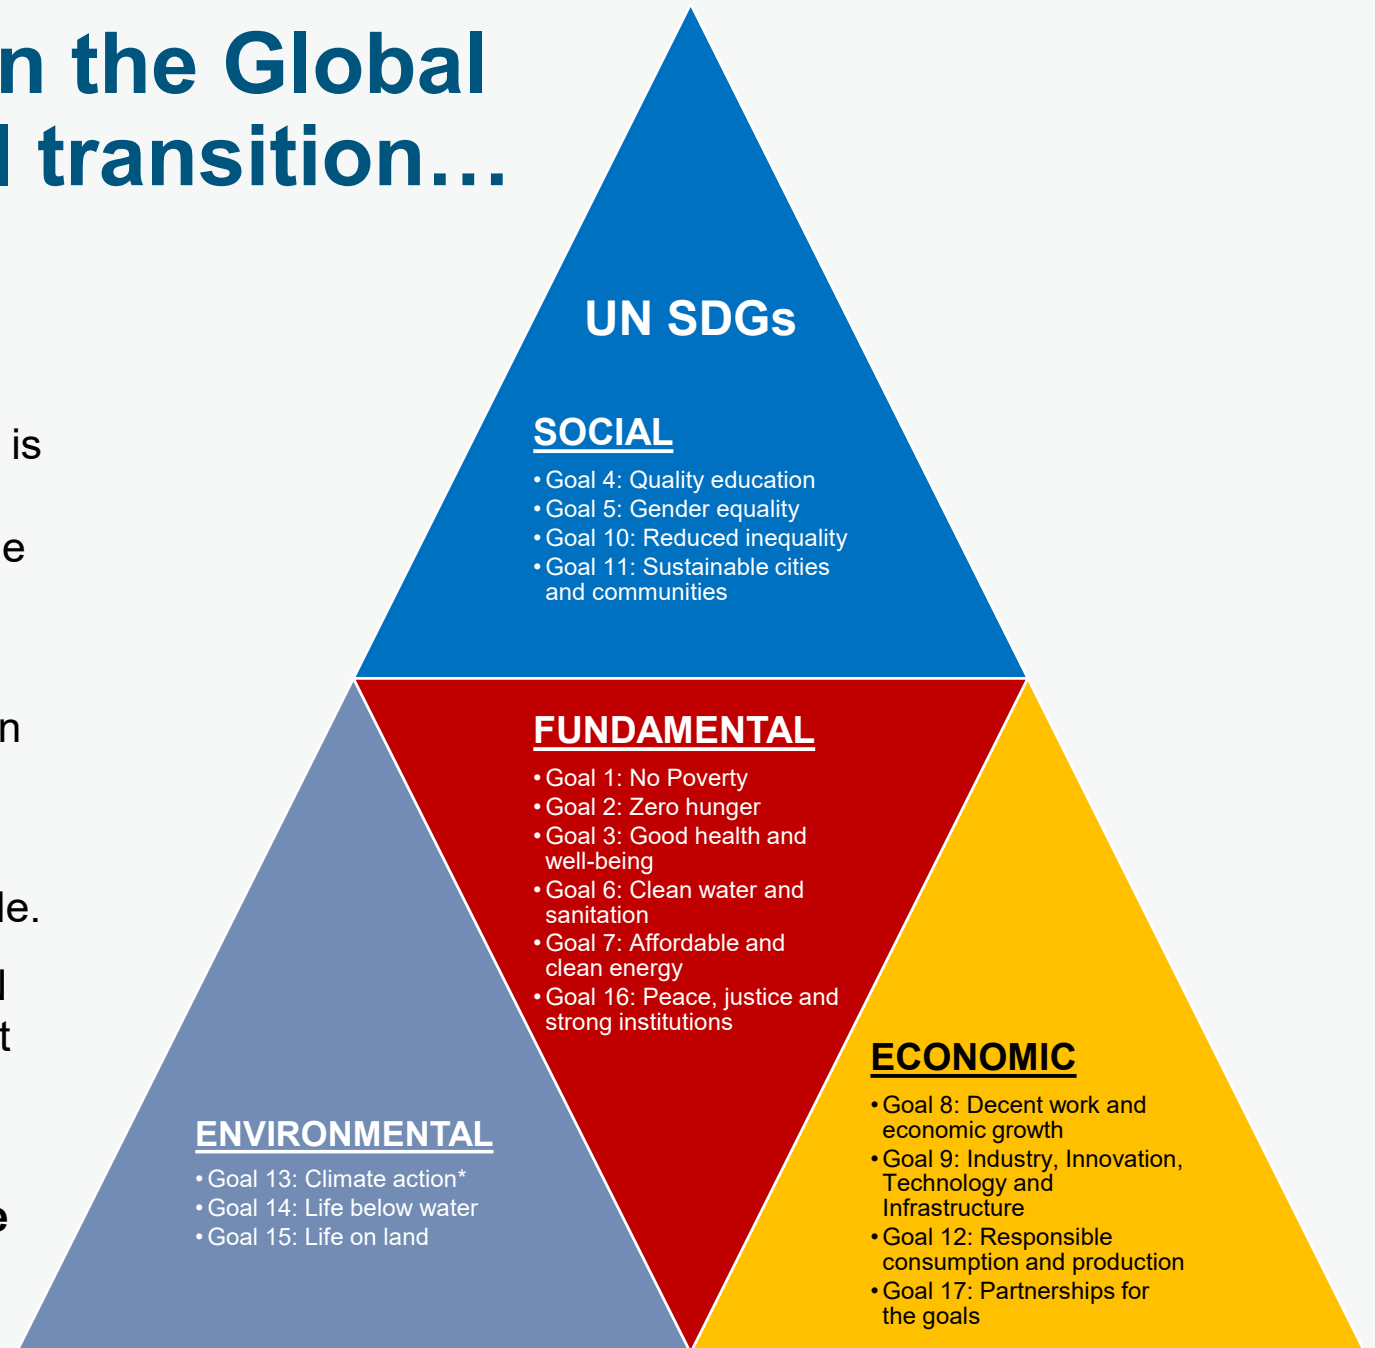 n the Global
l transition…
is
e
n
le.
l
t
e
UN SDGs
SOCIAL
• Goal 4: Quality education
• Goal 5: Gender equality
• Goal 10: Reduced inequality
• Goal 11: Sustainable cities
and communities
FUNDAMENTAL
• Goal 1: No Poverty
• Goal 2: Zero hunger
• Goal 3: Good health and
well-being
• Goal 6: Clean water and
sanitation
• Goal 7: Affordable and
clean energy
• Goal 16: Peace, justice and
strong institutions
ENVIRONMENTAL
• Goal 13: Climate action*
• Goal 14: Life below water
• Goal 15: Life on land
ECONOMIC
• Goal 8: Decent work and
economic growth
• Goal 9: Industry, Innovation,
Technology and
Infrastructure
• Goal 12: Responsible
consumption and production
• Goal 17: Partnerships for
the goals